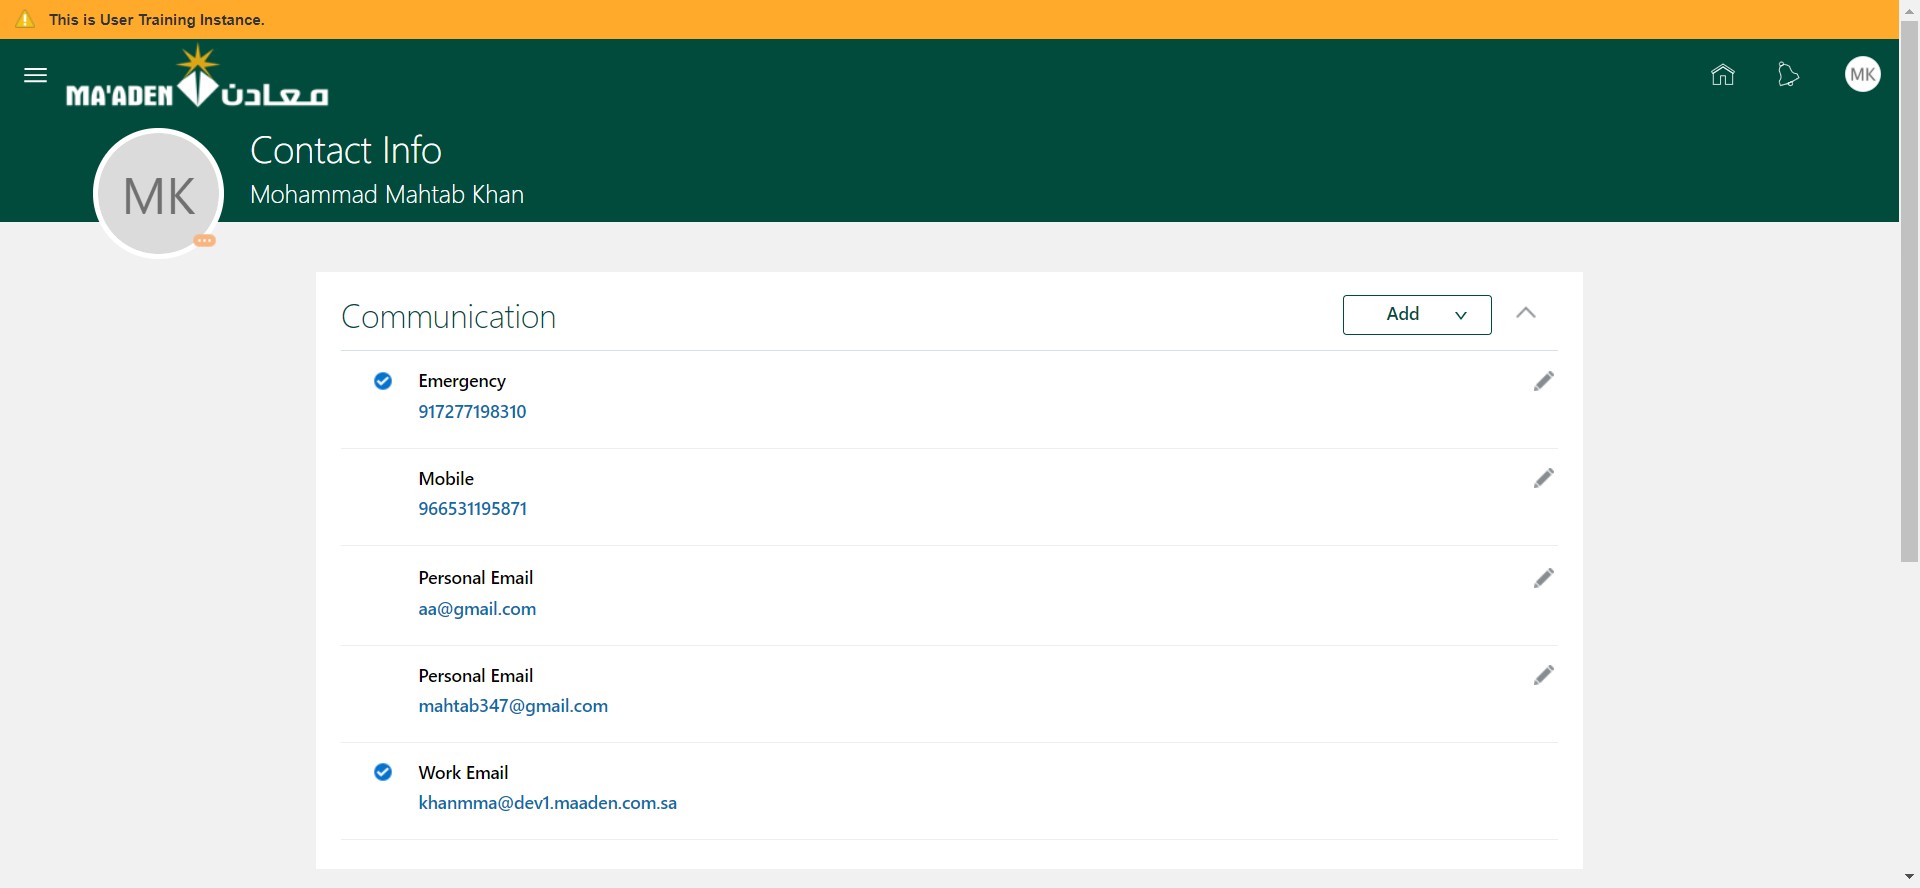 This is User Training Instance.
MA'ADEN معادن
MK
MK
Contact Info
Mohammad Mahtab Khan
Communication
Add
Emergency
917277198310
Mobile
966531195871
Personal Email
aa@gmail.com
Personal Email
mahtab347@gmail.com
Work Email
khanmma@dev1.maaden.com.sa